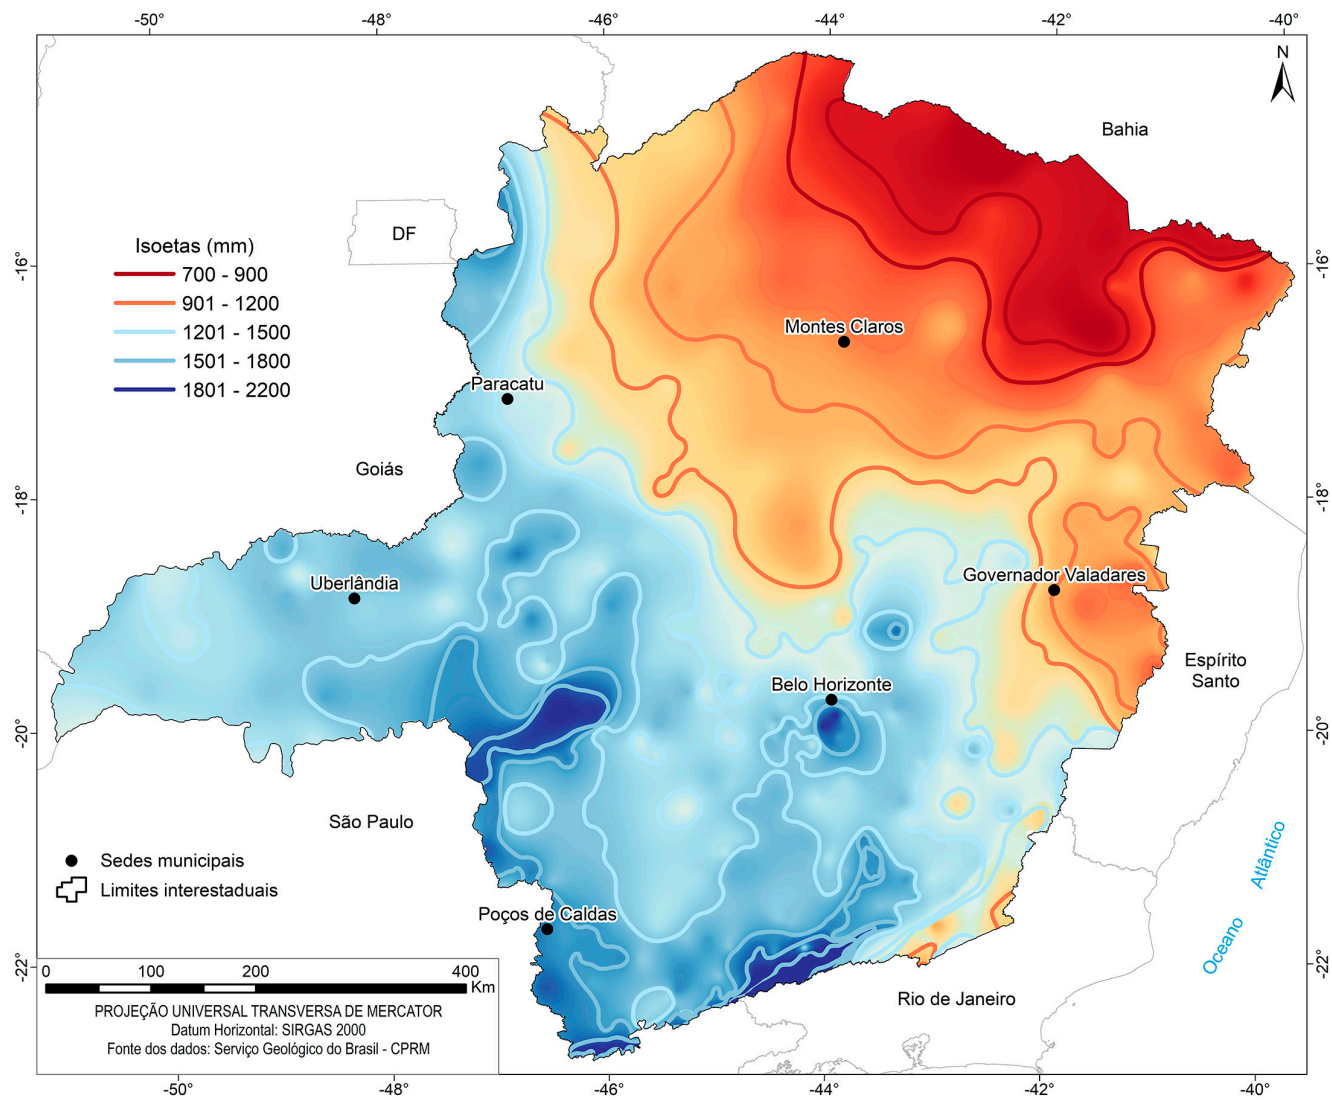 -50°
-48°
-46°
-44°
-42°
-40°
N
Bahia
DF
Isoetas (mm)
700 - 900
901 - 1200
1201 - 1500
1501 - 1800
1801 - 2200
-16°
-16°
Montes Claros
Paracatu
Goiás
-18°
-18°
Uberlândia
Governador Valadares
Espírito
Santo
Belo Horizonte
-20°
-20°
São Paulo
Sedes municipais
Limites interestaduais
Oceano Atlântico
Poços de Caldas
-22°
-22°
0 100 200 400
Km
Rio de Janeiro
PROJEÇÃO UNIVERSAL TRANSVERSA DE MERCATOR
Datum Horizontal: SIRGAS 2000
Fonte dos dados: Serviço Geológico do Brasil - CPRM
-50°
-48°
-46°
-44°
-42°
-40°